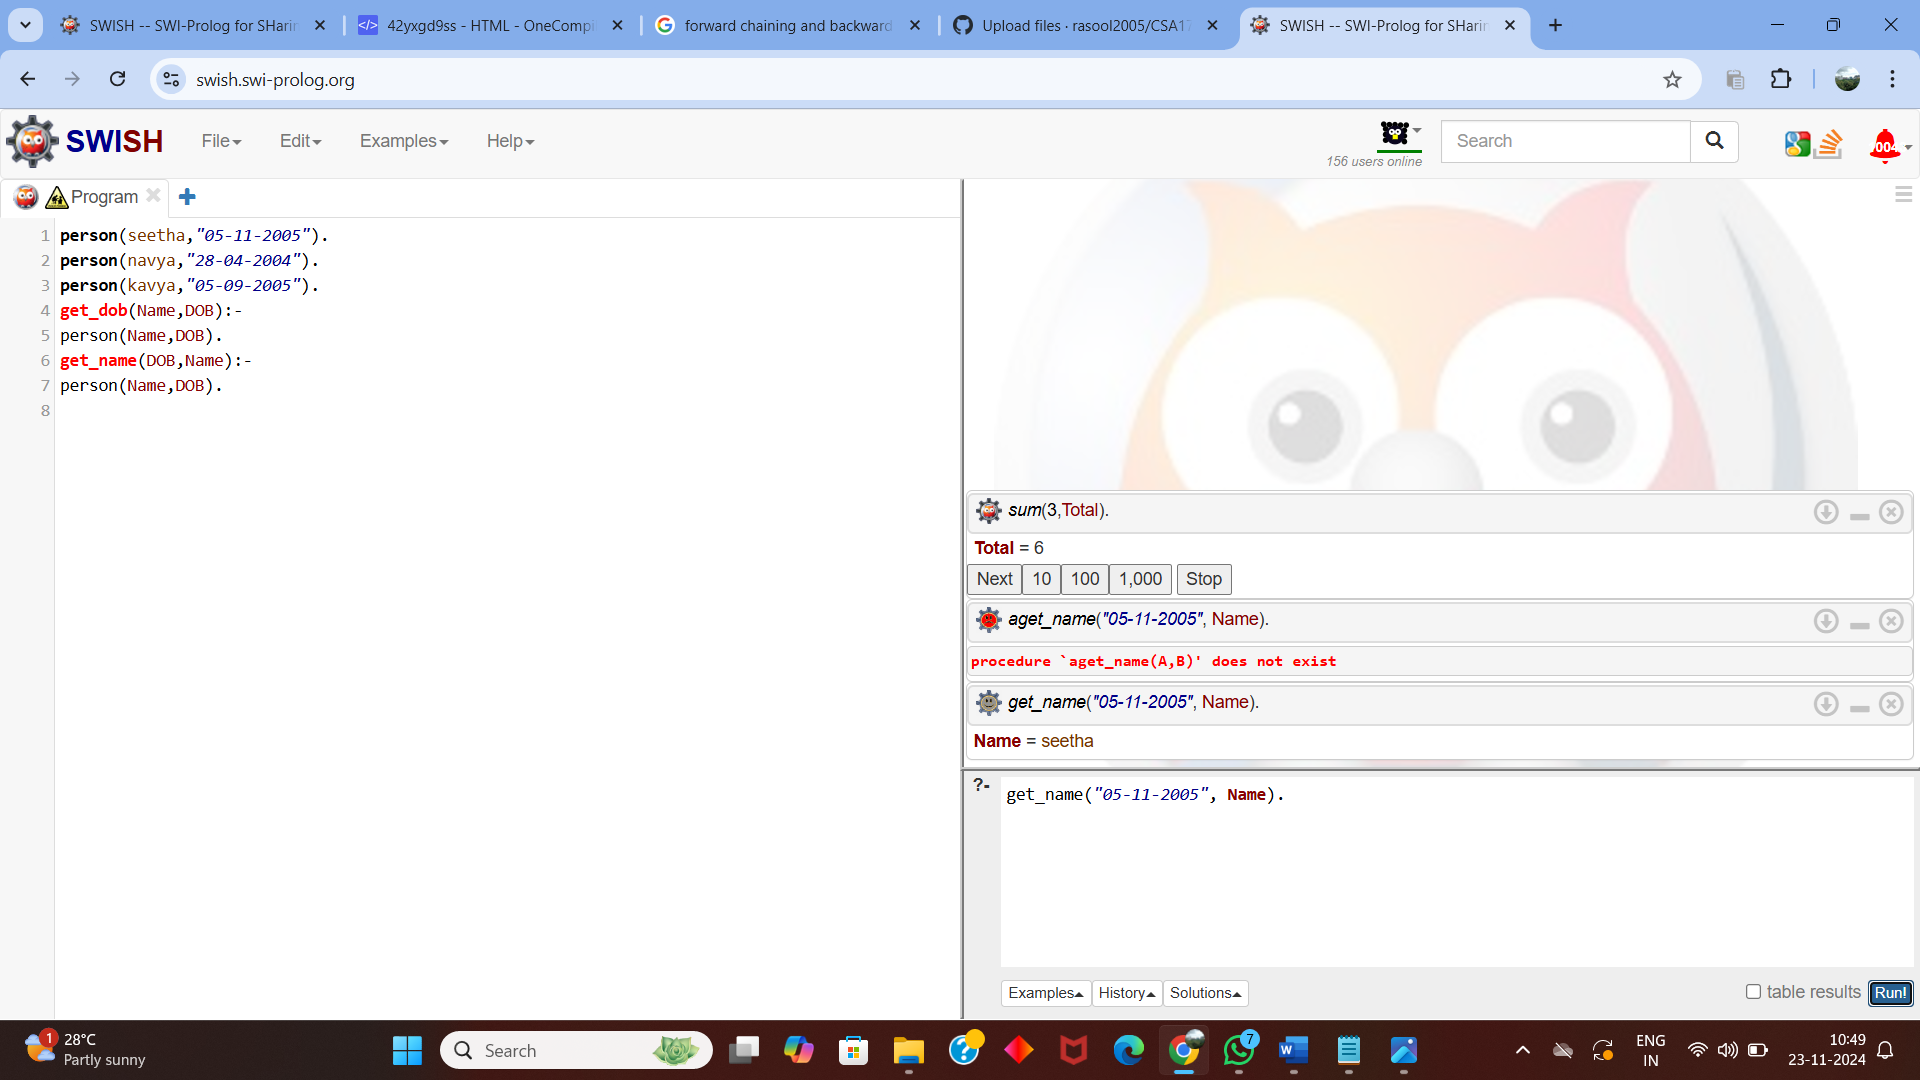 SWISH -- SWI-Prolog for SHarin
42yxgd9ss - HTML - OneCompi
forward chaining and backward
Upload files · rasool2005/CSA17
SWISH -- SWI-Prolog for SHarin
swish.swi-prolog.org
SWISH
File
Edit
Examples
Help
156 users online
Search
Program
1 person(seetha,"05-11-2005").
2 person(navya,"28-04-2004").
3 person(kavya,"05-09-2005").
4 get_dob(Name,DOB):-
5 person(Name,DOB).
6 get_name(DOB,Name):-
7 person(Name,DOB).
8
sum(3,Total).
Total = 6
Next 10 100 1,000 Stop
aget_name("05-11-2005", Name).
procedure `aget_name(A,B)' does not exist
get_name("05-11-2005", Name).
Name = seetha
?- get_name("05-11-2005", Name).
Examples History Solutions
table results Run!
1
28°C
Partly sunny
Search
7
ENG
IN
10:49
23-11-2024